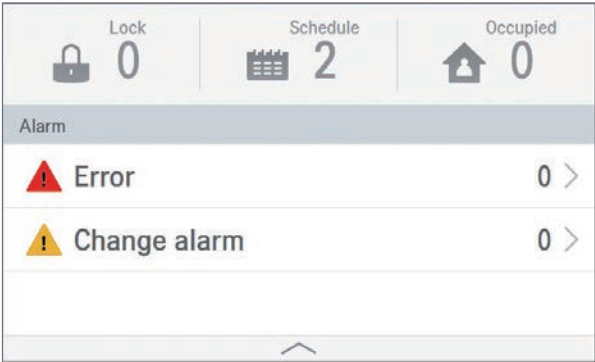 Lock Schedule Occupied
0 2 0
Alarm
Error 0
Change alarm 0